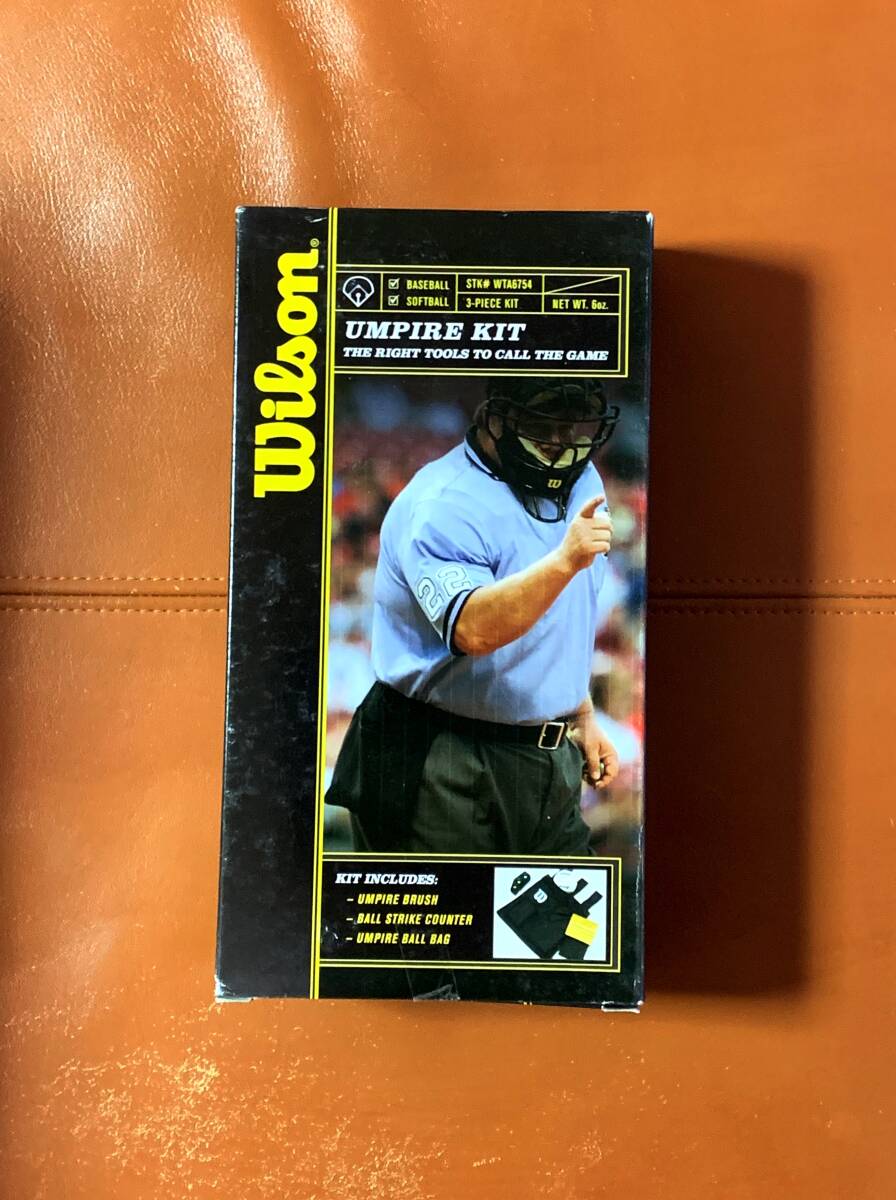 Wilson®
BASEBALL STK# WTA6754
SOFTBALL 3-PIECE KIT NET WT. 6oz.
UMPIRE KIT
THE RIGHT TOOLS TO CALL THE GAME
W
22
KIT INCLUDES:
– UMPIRE BRUSH
– BALL STRIKE COUNTER
– UMPIRE BALL BAG
W